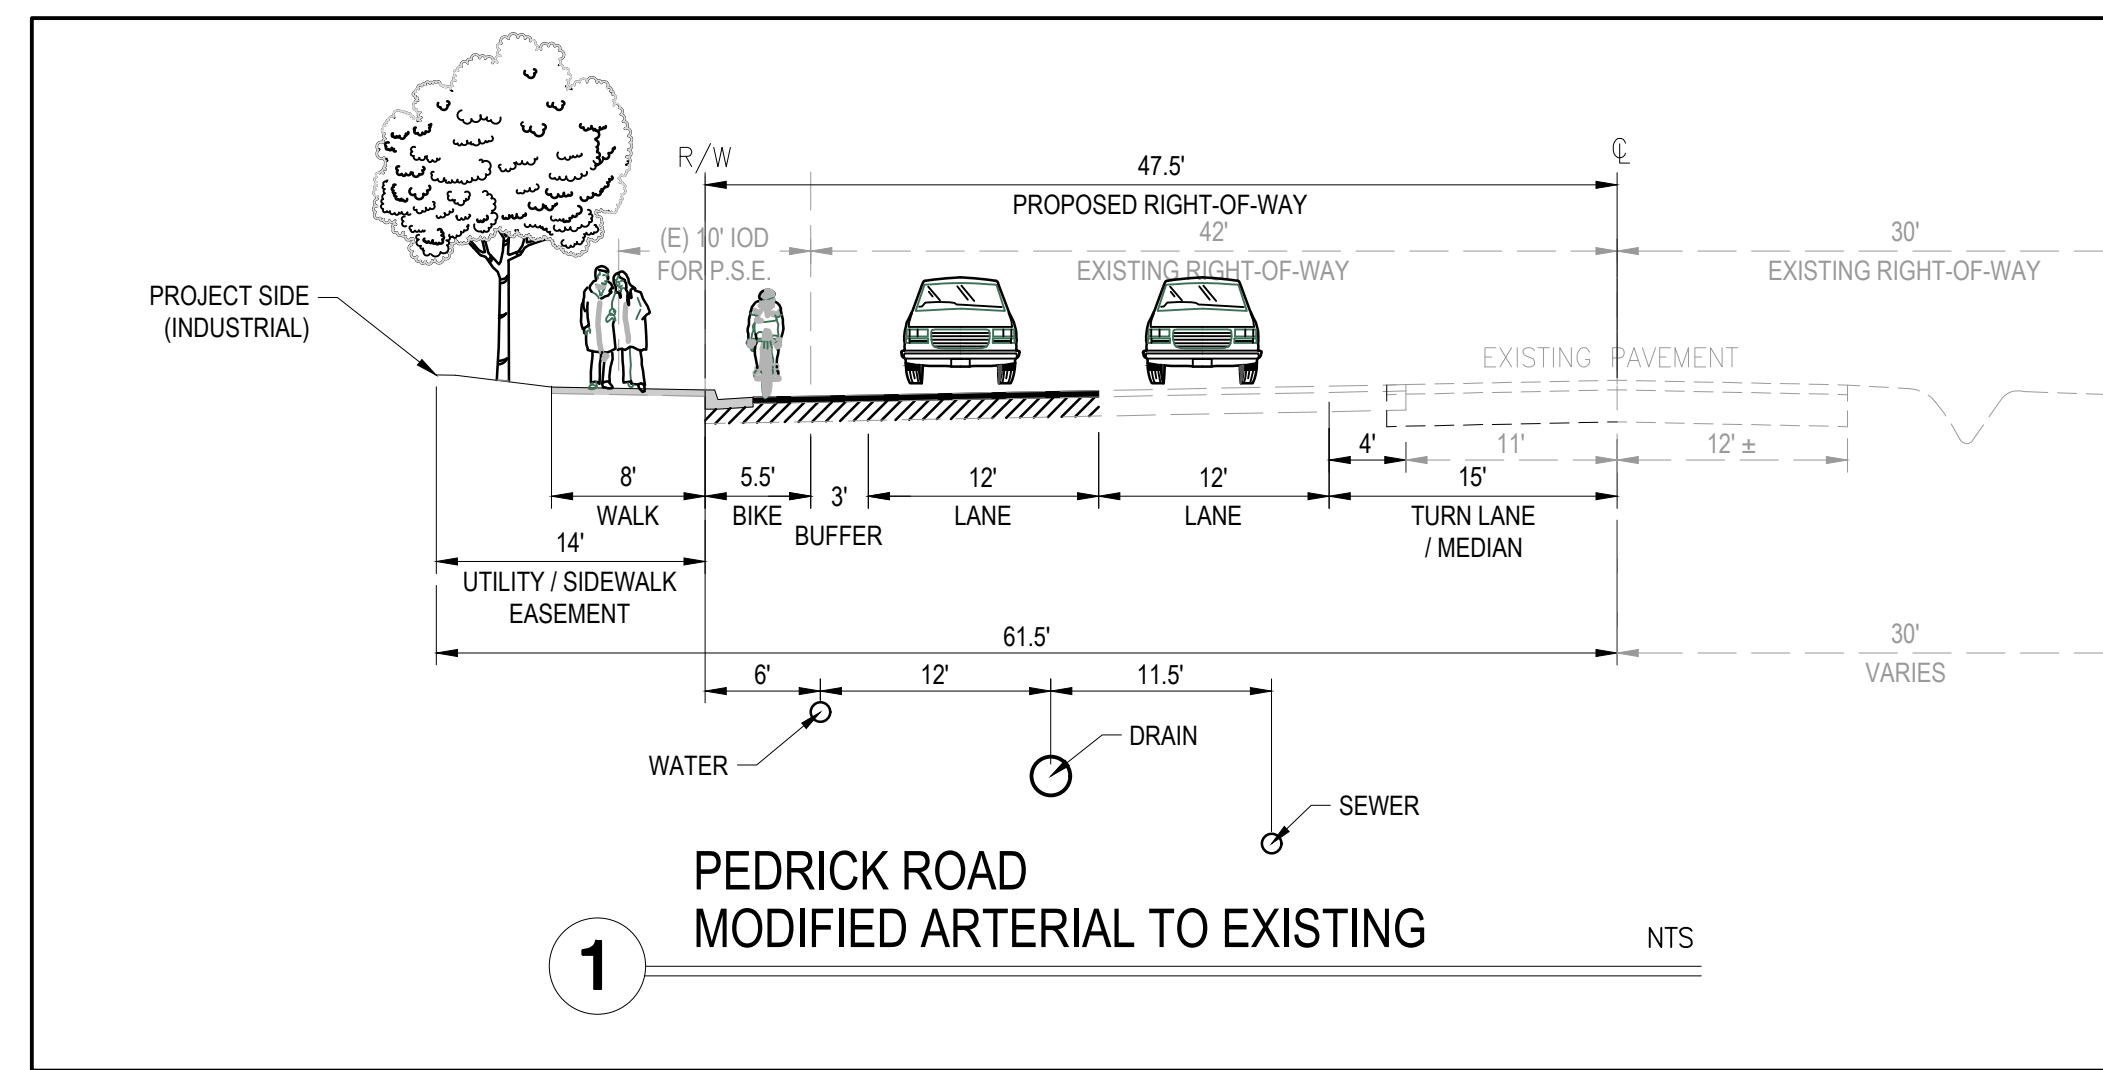 R/W
℄
47.5'
PROPOSED RIGHT-OF-WAY
(E) 10' IOD
FOR P.S.E.
42'
EXISTING RIGHT-OF-WAY
30'
EXISTING RIGHT-OF-WAY
PROJECT SIDE
(INDUSTRIAL)
EXISTING PAVEMENT
4'
11'
12' ±
8'
WALK
5.5'
BIKE
3'
BUFFER
12'
LANE
12'
LANE
15'
TURN LANE
/ MEDIAN
14'
UTILITY / SIDEWALK
EASEMENT
61.5'
30'
VARIES
6'
12'
11.5'
WATER
DRAIN
SEWER
PEDRICK ROAD
MODIFIED ARTERIAL TO EXISTING
NTS
1